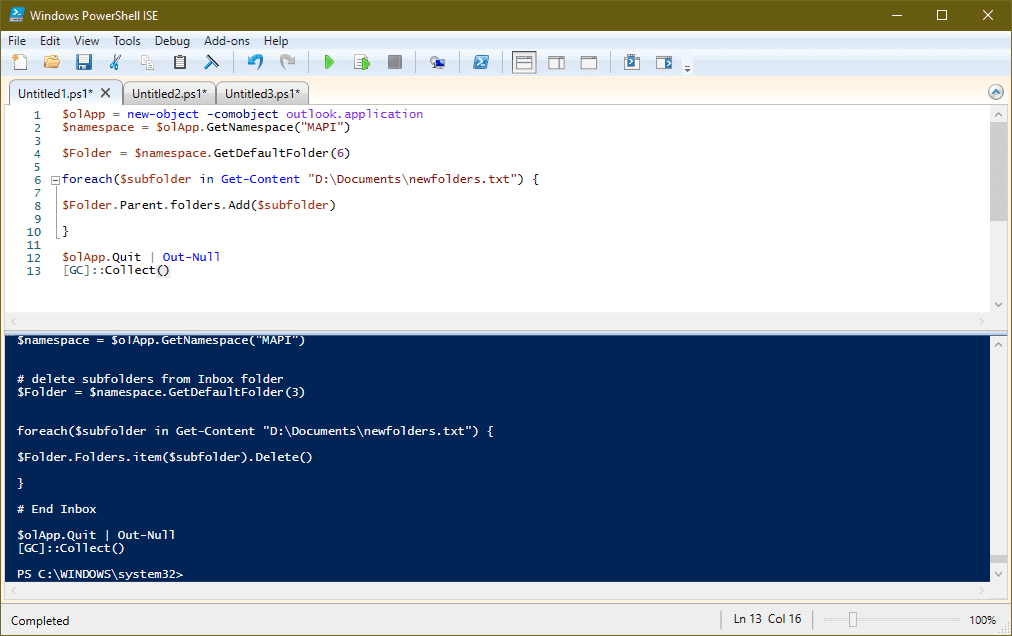 Windows PowerShell ISE
File Edit View Tools Debug Add-ons Help
Untitled1.ps1* Untitled2.ps1* Untitled3.ps1*
1 $olApp = new-object -comobject outlook.application
2 $namespace = $olApp.GetNamespace("MAPI")
3
4 $Folder = $namespace.GetDefaultFolder(6)
5
6 foreach($subfolder in Get-Content "D:\Documents\newfolders.txt") {
7
8 $Folder.Parent.folders.Add($subfolder)
9
10 }
11
12 $olApp.Quit | Out-Null
13 [GC]::Collect()
$namespace = $olApp.GetNamespace("MAPI")
# delete subfolders from Inbox folder
$Folder = $namespace.GetDefaultFolder(3)
foreach($subfolder in Get-Content "D:\Documents\newfolders.txt") {
$Folder.Folders.item($subfolder).Delete()
}
# End Inbox
$olApp.Quit | Out-Null
[GC]::Collect()
PS C:\WINDOWS\system32>
Completed Ln 13 Col 16 100%